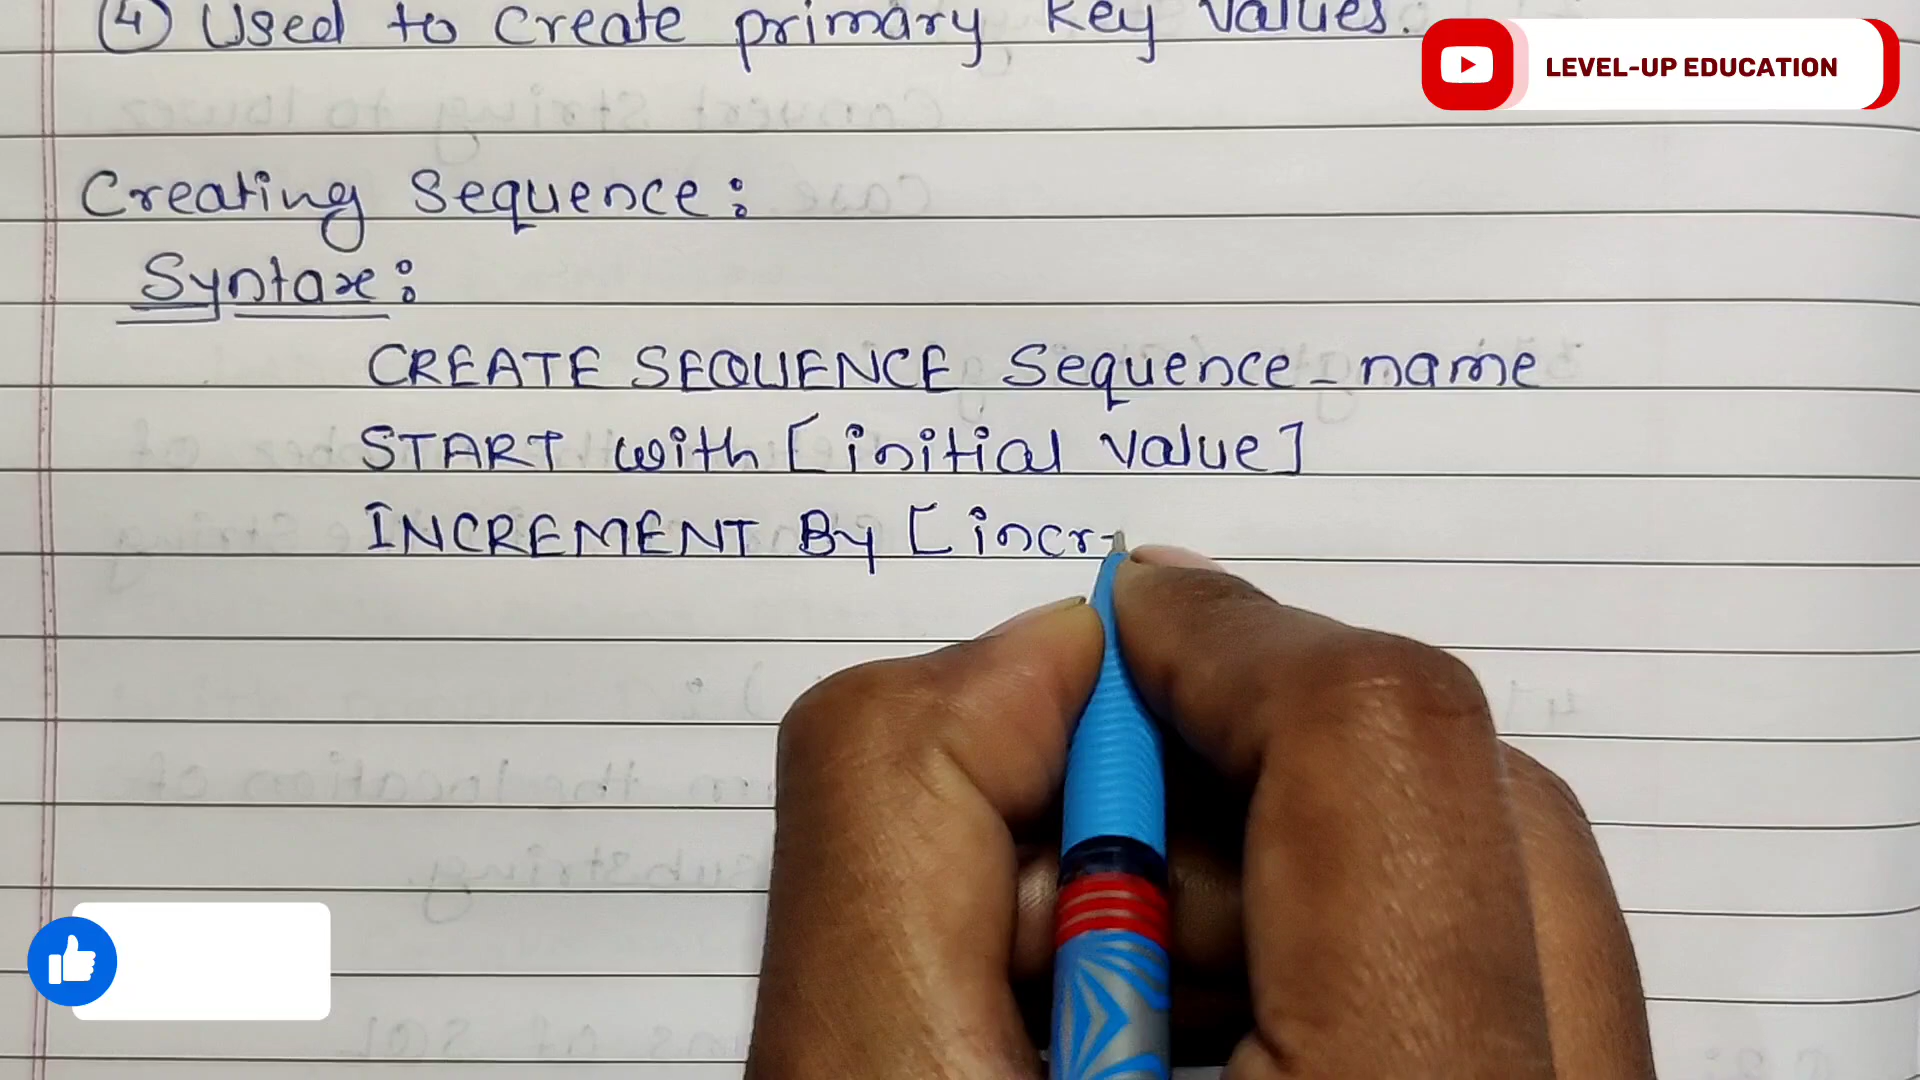 ④ Used to create primary key values.
LEVEL-UP EDUCATION
Creating Sequence:
Syntax:
CREATE SEQUENCE Sequence_name
START with [initial value]
INCREMENT By [incr